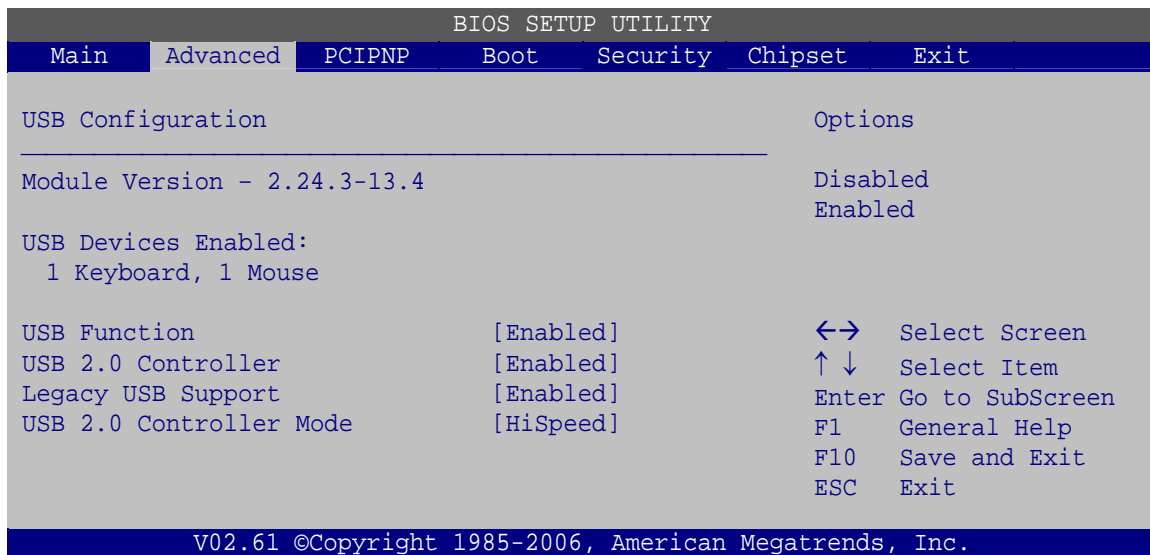 BIOS SETUP UTILITY
Main Advanced PCIPNP Boot Security Chipset Exit
USB Configuration
Module Version – 2.24.3-13.4
USB Devices Enabled:
1 Keyboard, 1 Mouse
USB Function [Enabled]
USB 2.0 Controller [Enabled]
Legacy USB Support [Enabled]
USB 2.0 Controller Mode [HiSpeed]
Options
Disabled
Enabled
←→ Select Screen
↑ ↓ Select Item
Enter Go to SubScreen
F1 General Help
F10 Save and Exit
ESC Exit
V02.61 ©Copyright 1985-2006, American Megatrends, Inc.